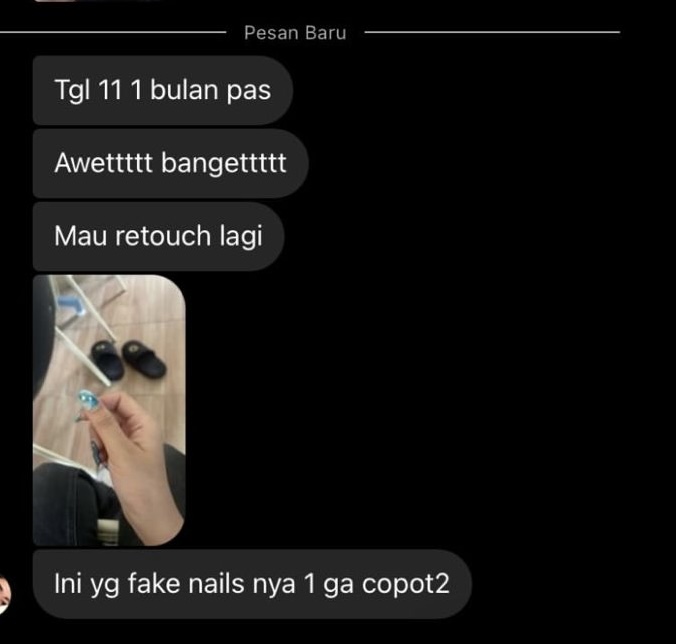 Pesan Baru
Tgl 11 1 bulan pas
Awettttt bangettttt
Mau retouch lagi
Ini yg fake nails nya 1 ga copot2